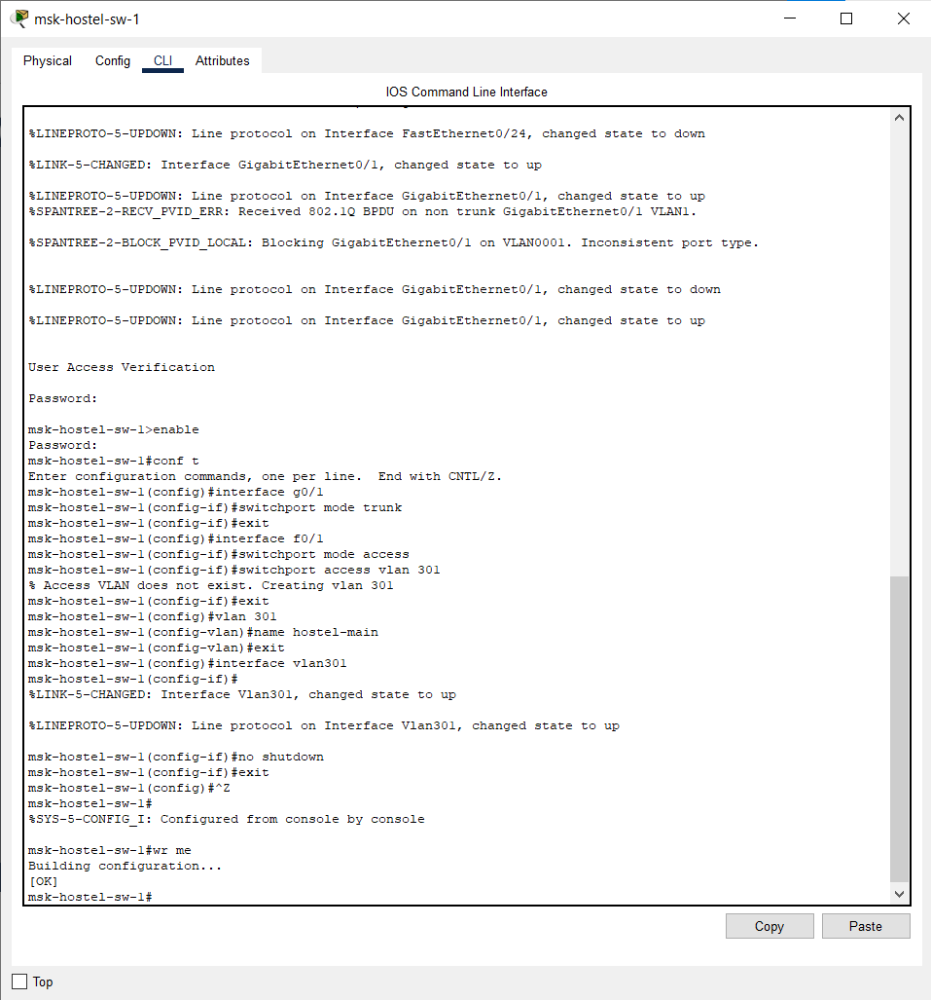 msk-hostel-sw-1
Physical Config CLI Attributes
IOS Command Line Interface
%LINEPROTO-5-UPDOWN: Line protocol on Interface FastEthernet0/24, changed state to down
%LINK-5-CHANGED: Interface GigabitEthernet0/1, changed state to up
%LINEPROTO-5-UPDOWN: Line protocol on Interface GigabitEthernet0/1, changed state to up
%SPANTREE-2-RECV_PVID_ERR: Received 802.1Q BPDU on non trunk GigabitEthernet0/1 VLAN1.
%SPANTREE-2-BLOCK_PVID_LOCAL: Blocking GigabitEthernet0/1 on VLAN0001. Inconsistent port type.
%LINEPROTO-5-UPDOWN: Line protocol on Interface GigabitEthernet0/1, changed state to down
%LINEPROTO-5-UPDOWN: Line protocol on Interface GigabitEthernet0/1, changed state to up
User Access Verification
Password:
msk-hostel-sw-1>enable
Password:
msk-hostel-sw-1#conf t
Enter configuration commands, one per line.  End with CNTL/Z.
msk-hostel-sw-1(config)#interface g0/1
msk-hostel-sw-1(config-if)#switchport mode trunk
msk-hostel-sw-1(config-if)#exit
msk-hostel-sw-1(config)#interface f0/1
msk-hostel-sw-1(config-if)#switchport mode access
msk-hostel-sw-1(config-if)#switchport access vlan 301
% Access VLAN does not exist. Creating vlan 301
msk-hostel-sw-1(config-if)#exit
msk-hostel-sw-1(config)#vlan 301
msk-hostel-sw-1(config-vlan)#name hostel-main
msk-hostel-sw-1(config-vlan)#exit
msk-hostel-sw-1(config)#interface vlan301
msk-hostel-sw-1(config-if)#
%LINK-5-CHANGED: Interface Vlan301, changed state to up
%LINEPROTO-5-UPDOWN: Line protocol on Interface Vlan301, changed state to up
msk-hostel-sw-1(config-if)#no shutdown
msk-hostel-sw-1(config-if)#exit
msk-hostel-sw-1(config)#^Z
msk-hostel-sw-1#
%SYS-5-CONFIG_I: Configured from console by console
msk-hostel-sw-1#wr me
Building configuration...
[OK]
msk-hostel-sw-1#
Copy Paste
Top